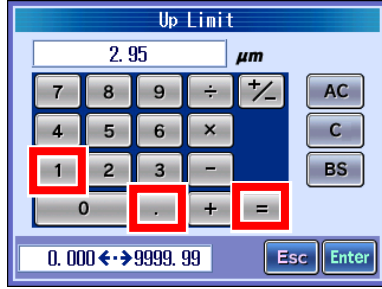 Up Limit
2.95 µm
7 8 9 ÷ +/− AC
4 5 6 × C
1 2 3 − BS
0 . + =
0.000 ←·→ 9999.99 Esc Enter